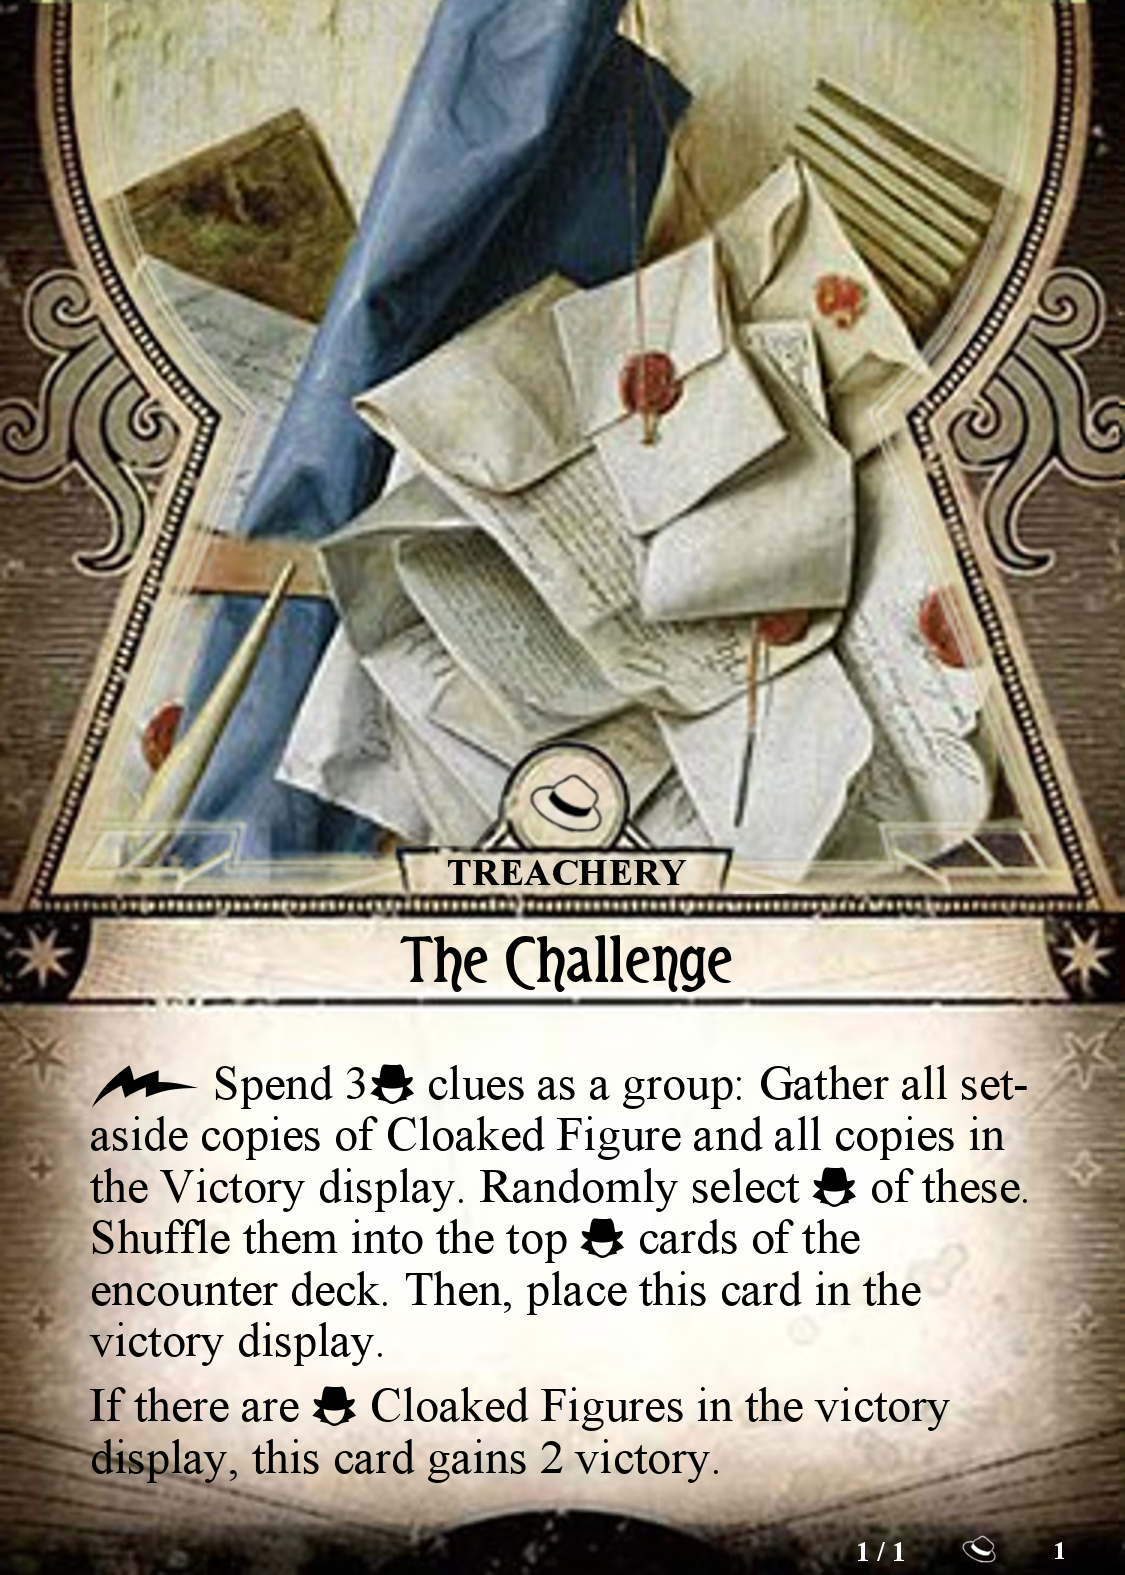 TREACHERY
The Challenge
Spend 3 clues as a group: Gather all set-
aside copies of Cloaked Figure and all copies in
the Victory display. Randomly select of these.
Shuffle them into the top cards of the
encounter deck. Then, place this card in the
victory display.
If there are Cloaked Figures in the victory
display, this card gains 2 victory.
1 / 1 1